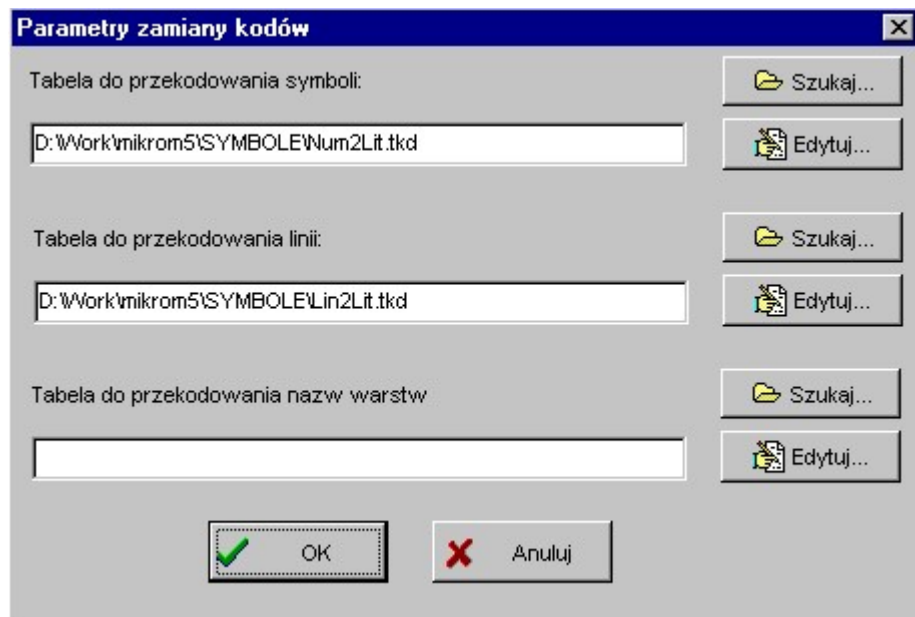 Parametry zamiany kodów
Tabela do przekodowania symboli:
Szukaj...
D:\Work\mikrom5\SYMBOLE\Num2Lit.tkd
Edytuj...
Tabela do przekodowania linii:
Szukaj...
D:\Work\mikrom5\SYMBOLE\Lin2Lit.tkd
Edytuj...
Tabela do przekodowania nazw warstw
Szukaj...
Edytuj...
OK
Anuluj